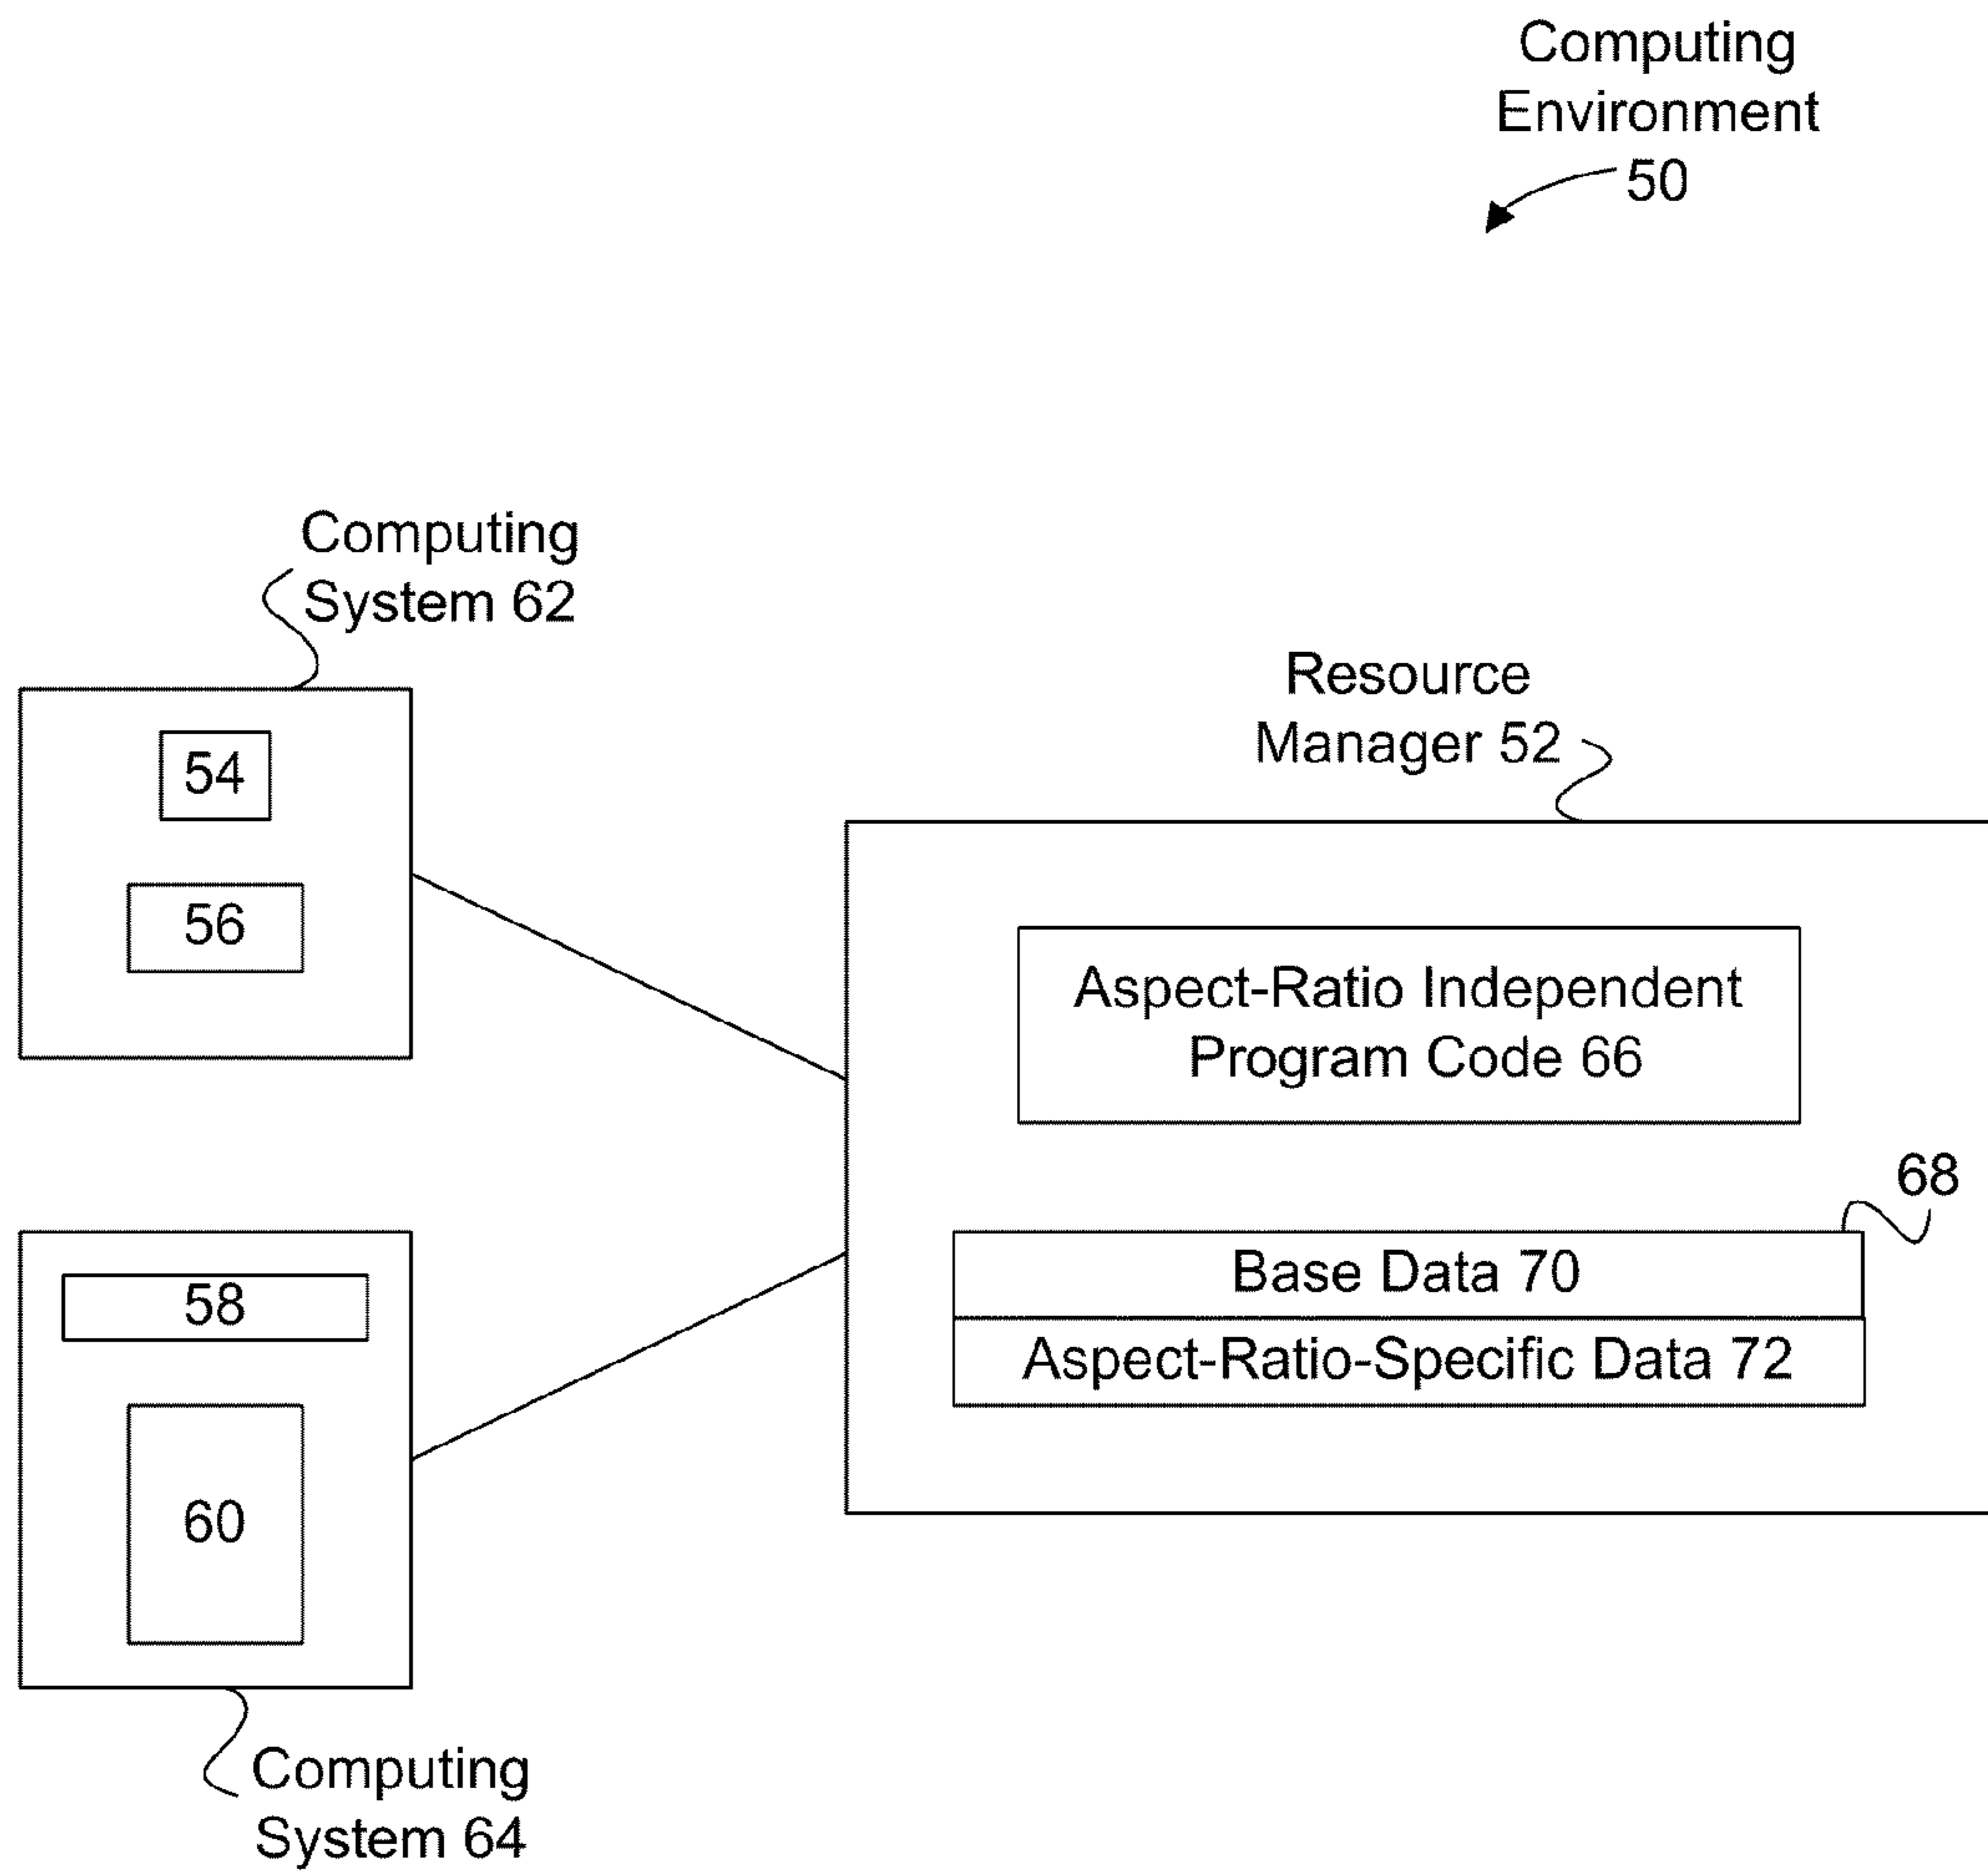 Computing
Environment
50
Computing
System 62
54
56
Resource
Manager 52
Aspect-Ratio Independent
Program Code 66
68
Base Data 70
Aspect-Ratio-Specific Data 72
58
60
Computing
System 64